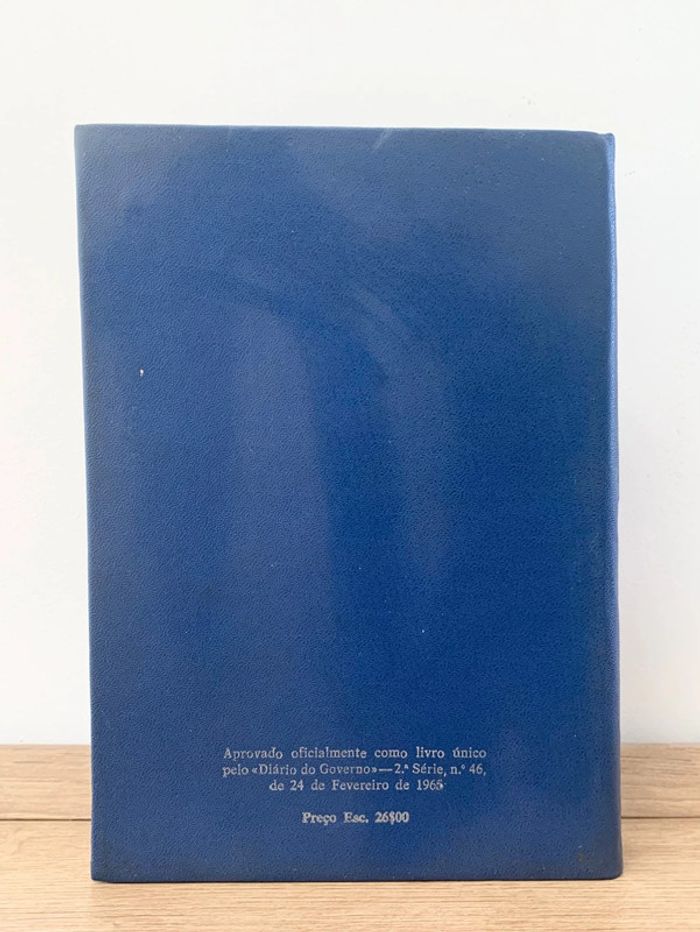 Aprovado oficialmente como livro único
pelo «Diário do Governo»—2.ª Série, n.º 46,
de 24 de Fevereiro de 1965
Preço Esc. 26$00